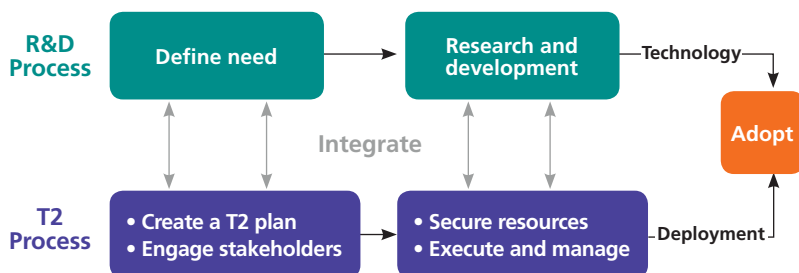 R&D
Process
Define need
Research and
development
Technology
Integrate
Adopt
T2
Process
• Create a T2 plan
• Engage stakeholders
• Secure resources
• Execute and manage
Deployment